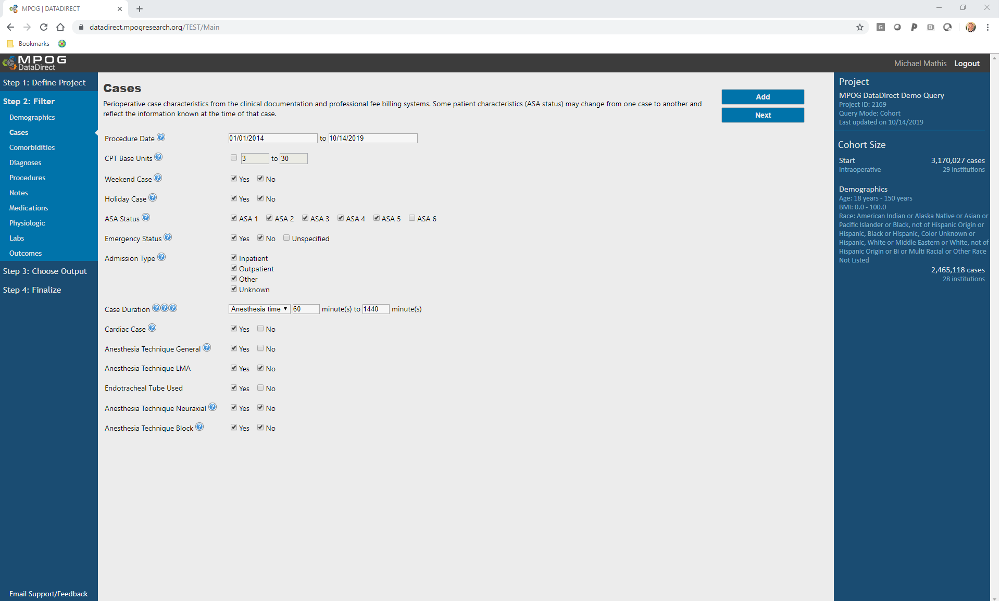 MPOG | DATADIRECT
datadirect.mpogresearch.org/TEST/Main
Bookmarks
MPOG
DataDirect
Michael Mathis Logout
Step 1: Define Project
Step 2: Filter
Demographics
Cases
Comorbidities
Diagnoses
Procedures
Notes
Medications
Physiologic
Labs
Outcomes
Step 3: Choose Output
Step 4: Finalize
Email Support/Feedback
Cases
Perioperative case characteristics from the clinical documentation and professional fee billing systems. Some patient characteristics (ASA status) may change from one case to another and
reflect the information known at the time of that case.
Add
Next
Procedure Date 01/01/2014 to 10/14/2019
CPT Base Units 3 to 30
Weekend Case Yes No
Holiday Case Yes No
ASA Status ASA 1 ASA 2 ASA 3 ASA 4 ASA 5 ASA 6
Emergency Status Yes No Unspecified
Admission Type Inpatient
Outpatient
Other
Unknown
Case Duration Anesthesia time 60 minute(s) to 1440 minute(s)
Cardiac Case Yes No
Anesthesia Technique General Yes No
Anesthesia Technique LMA Yes No
Endotracheal Tube Used Yes No
Anesthesia Technique Neuraxial Yes No
Anesthesia Technique Block Yes No
Project
MPOG DataDirect Demo Query
Project ID: 2169
Query Mode: Cohort
Last updated on 10/14/2019
Cohort Size
Start 3,170,027 cases
Intraoperative 29 institutions
Demographics
Age: 18 years - 150 years
BMI: 0.0 - 100.0
Race: American Indian or Alaska Native or Asian or
Pacific Islander or Black, not of Hispanic Origin or
Hispanic, Black or Hispanic, Color Unknown or
Hispanic, White or Middle Eastern or White, not of
Hispanic Origin or Bi or Multi Racial or Other Race
Not Listed
2,465,118 cases
28 institutions